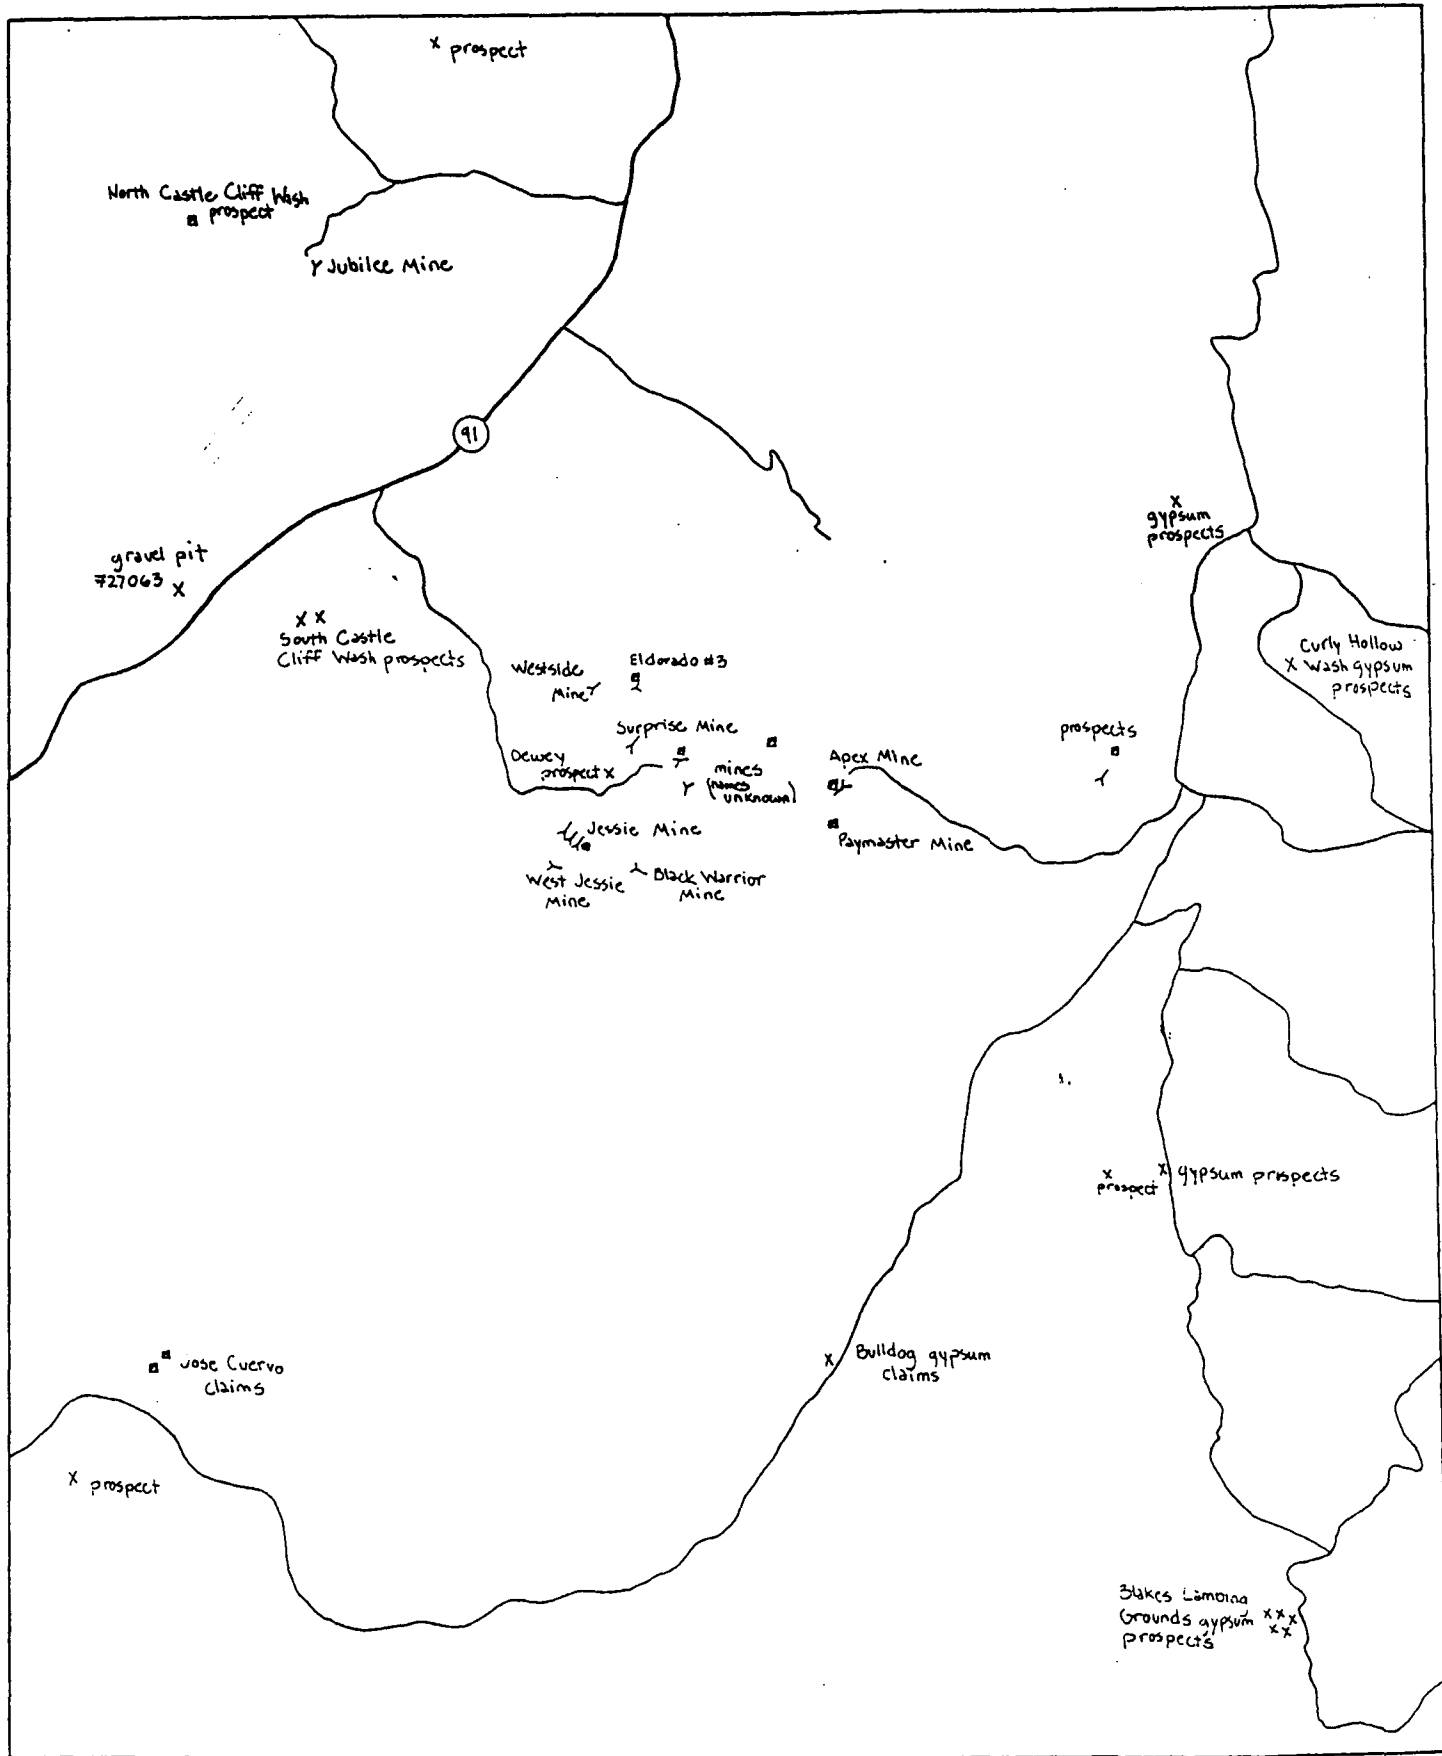 x prospect
North Castle Cliff Wash
prospect
Jubilee Mine
91
gypsum
prospects
gravel pit
727063 x
x x
South Castle
Cliff Wash prospects
Curly Hollow
x Wash gypsum
prospects
Westside
Mine
Eldorado #3
Surprise Mine
Dewey
prospect x
mines
(names
unknown)
Apex Mine
prospects
Jessie Mine
Paymaster Mine
West Jessie
Mine
Black Warrior
Mine
x
prospect
x gypsum prospects
Jose Cuervo
claims
x Bulldog gypsum
claims
x prospect
Grounds gypsum
prospects